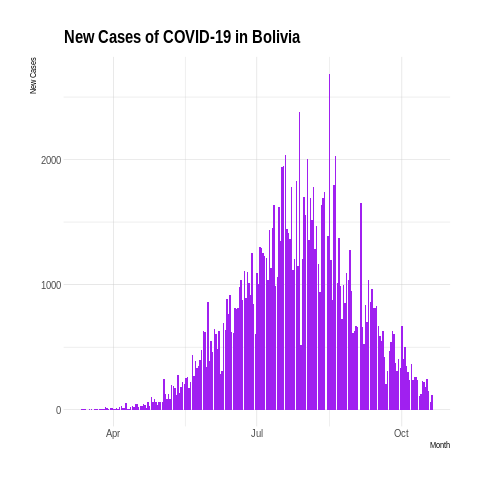 New Cases of COVID-19 in Bolivia
New Cases
2000
1000
0
Apr
Jul
Oct
Month